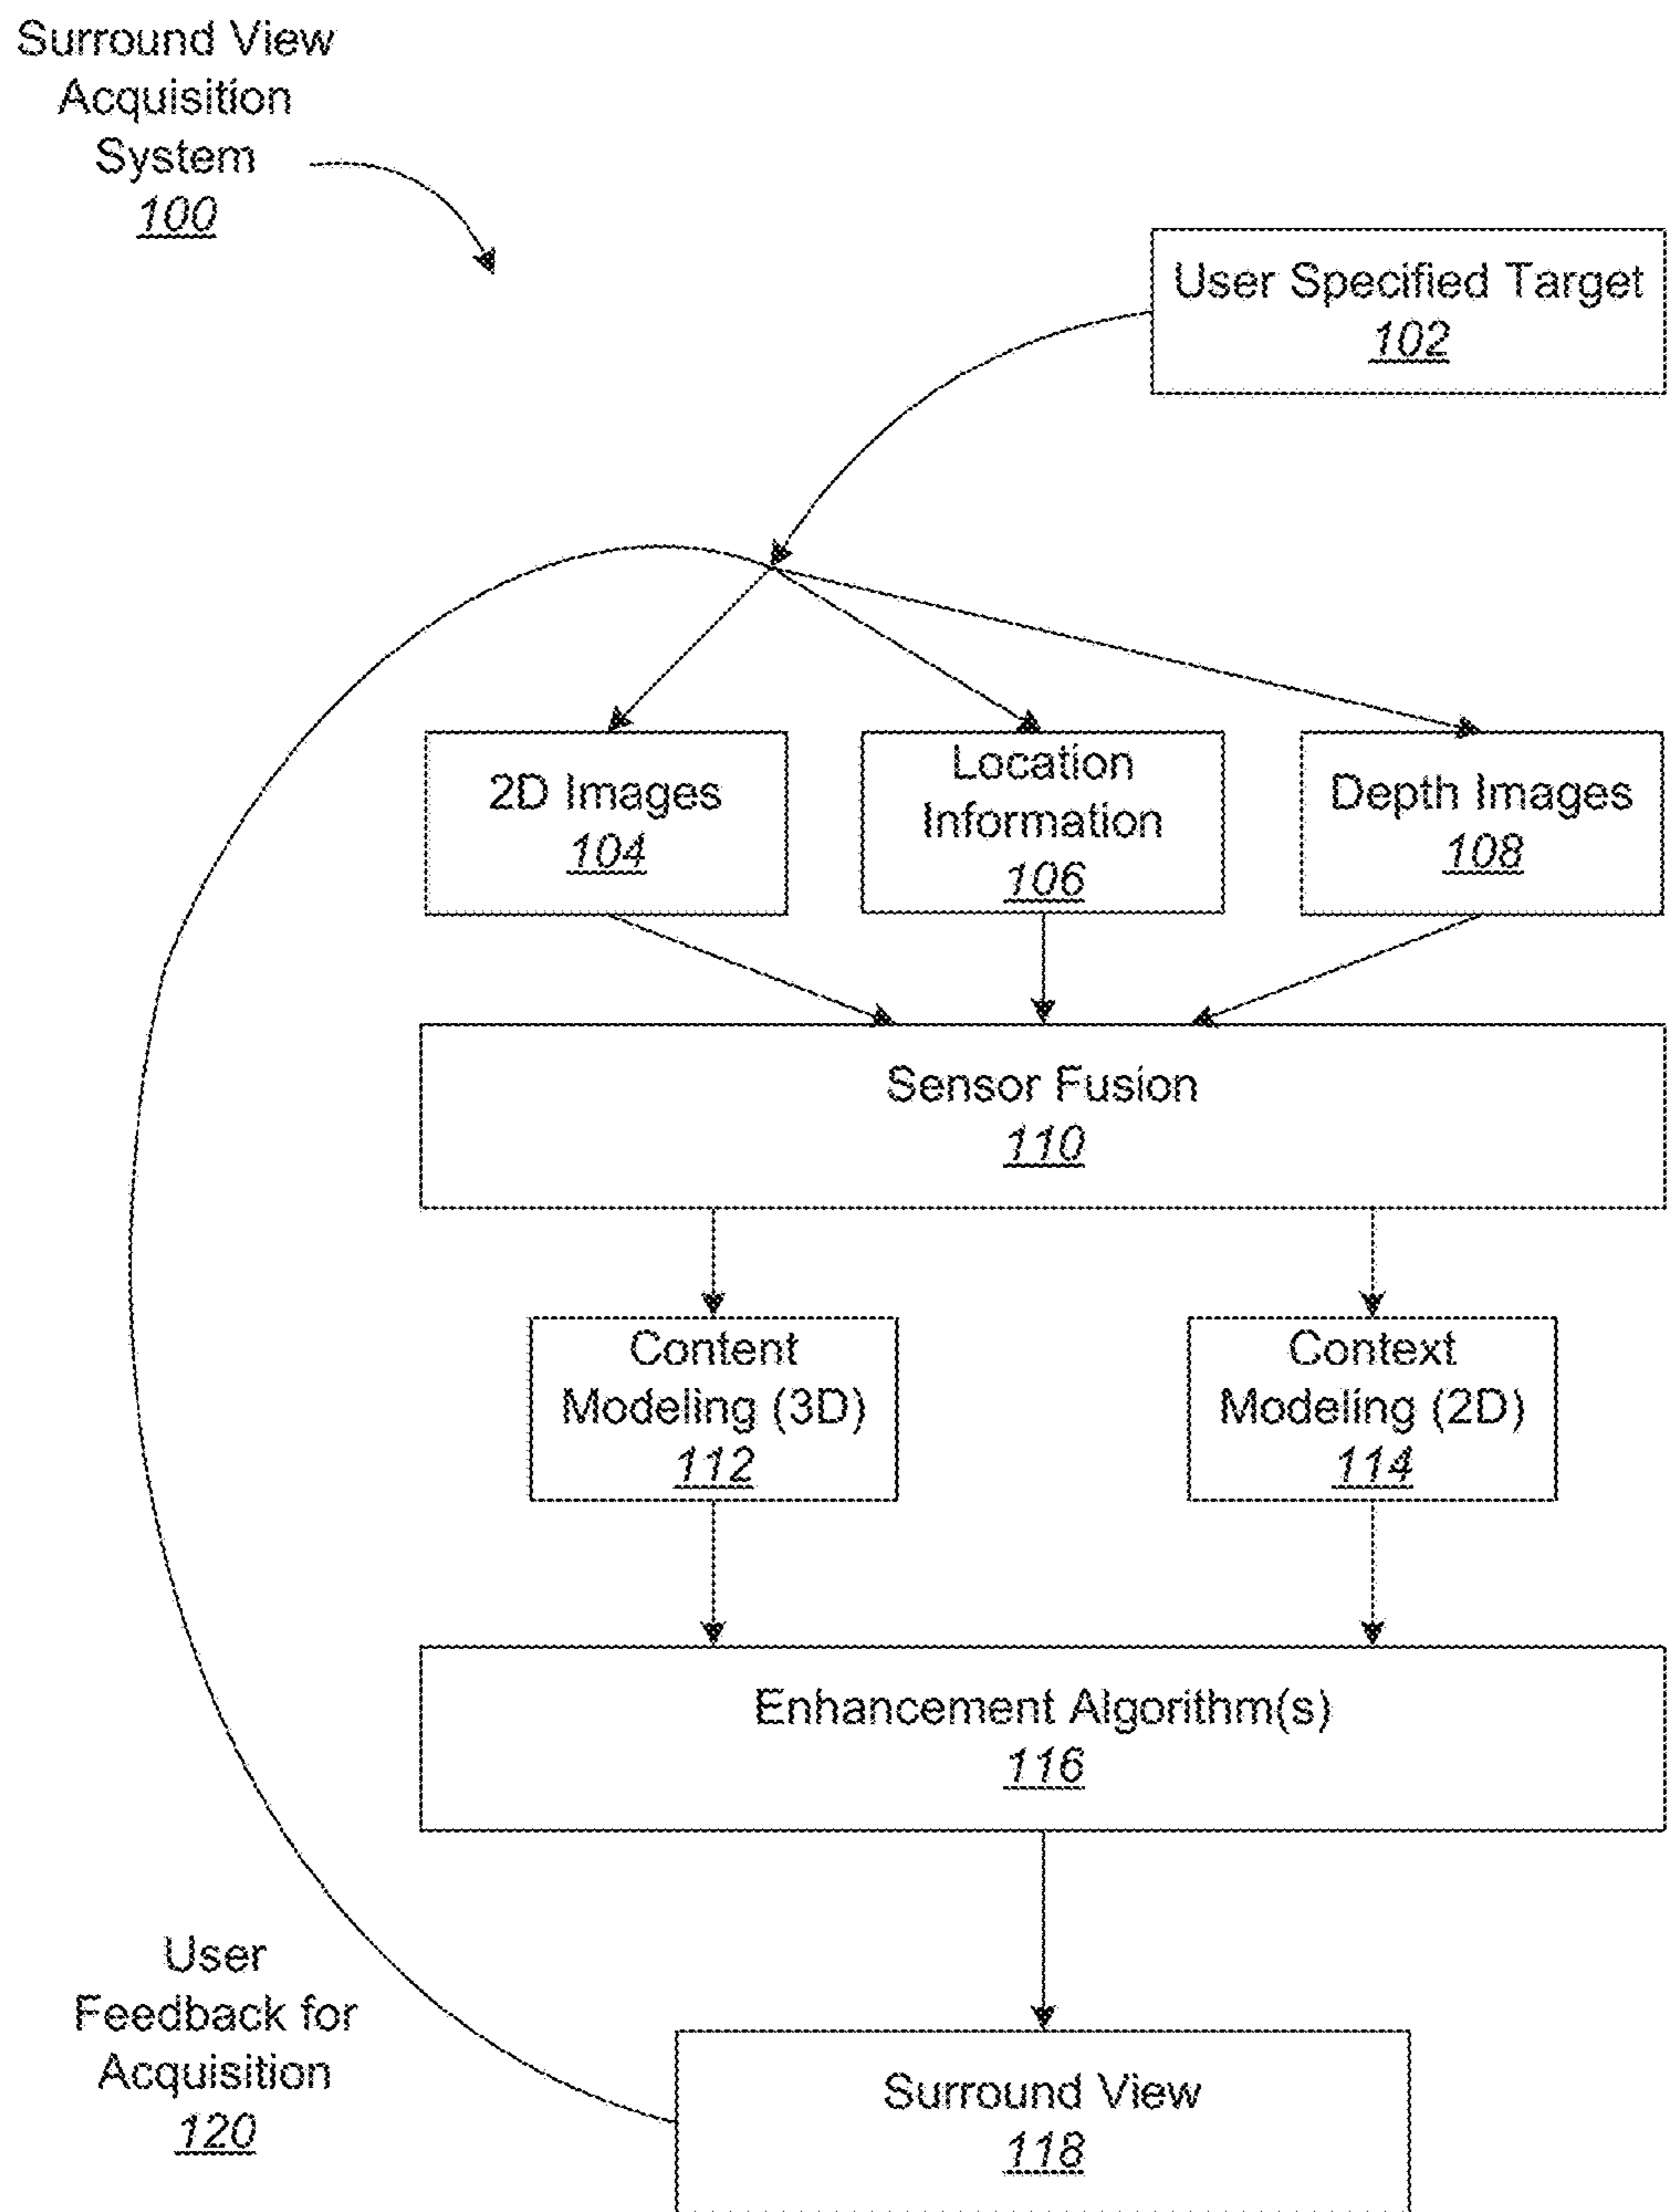 Surround View
Acquisition
System
100
User Specified Target
102
2D Images
104
Location
Information
106
Depth Images
108
Sensor Fusion
110
Content
Modeling (3D)
112
Context
Modeling (2D)
114
Enhancement Algorithm(s)
116
User
Feedback for
Acquisition
120
Surround View
118